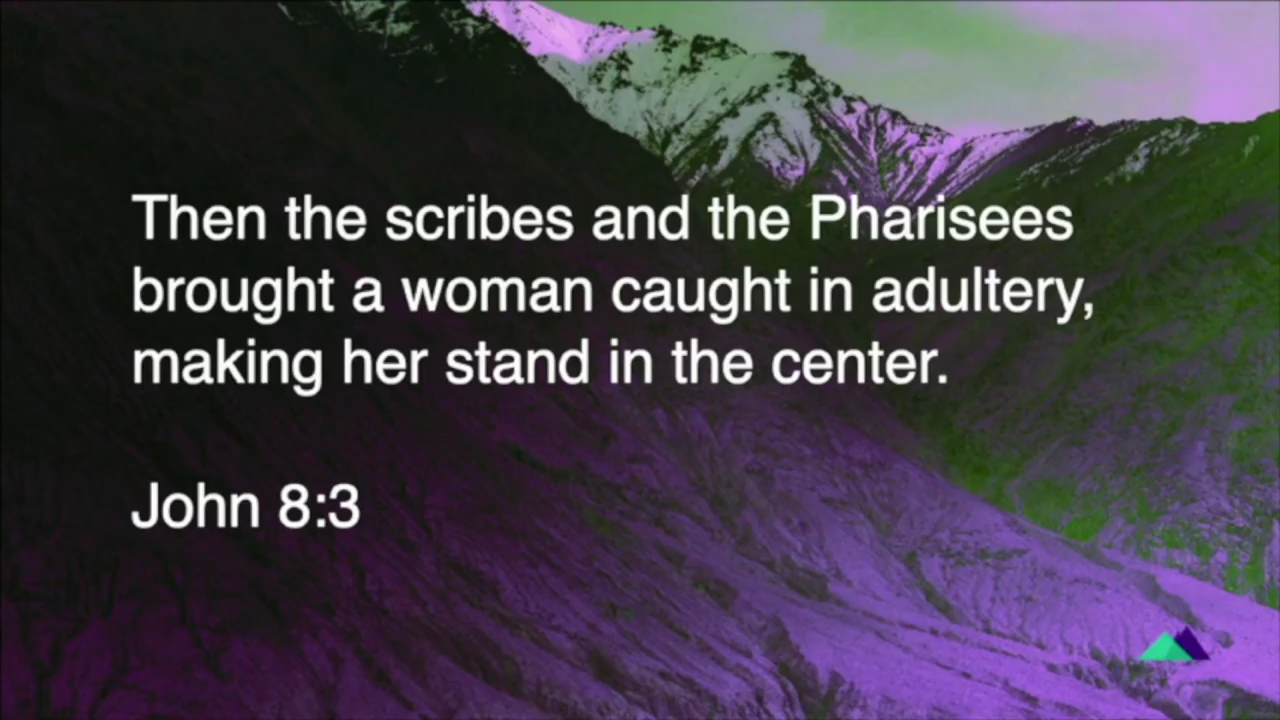 Then the scribes and the Pharisees
brought a woman caught in adultery,
making her stand in the center.
John 8:3